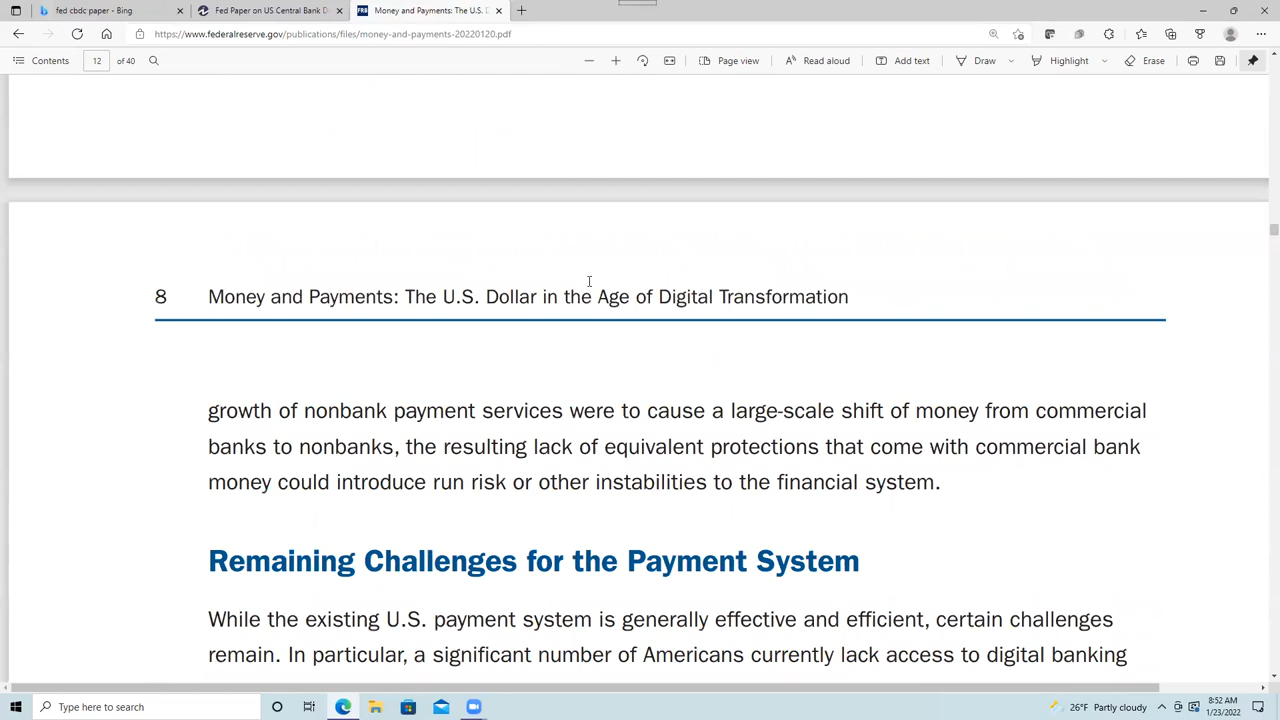 fed cbdc paper - Bing
Fed Paper on US Central Bank D
Money and Payments: The U.S. D
https://www.federalreserve.gov/publications/files/money-and-payments-20220120.pdf
Contents 12 of 40 Page view Read aloud Add text Draw Highlight Erase
8 Money and Payments: The U.S. Dollar in the Age of Digital Transformation
growth of nonbank payment services were to cause a large-scale shift of money from commercial
banks to nonbanks, the resulting lack of equivalent protections that come with commercial bank
money could introduce run risk or other instabilities to the financial system.
Remaining Challenges for the Payment System
While the existing U.S. payment system is generally effective and efficient, certain challenges
remain. In particular, a significant number of Americans currently lack access to digital banking
Type here to search
26°F Partly cloudy
8:52 AM
1/23/2022